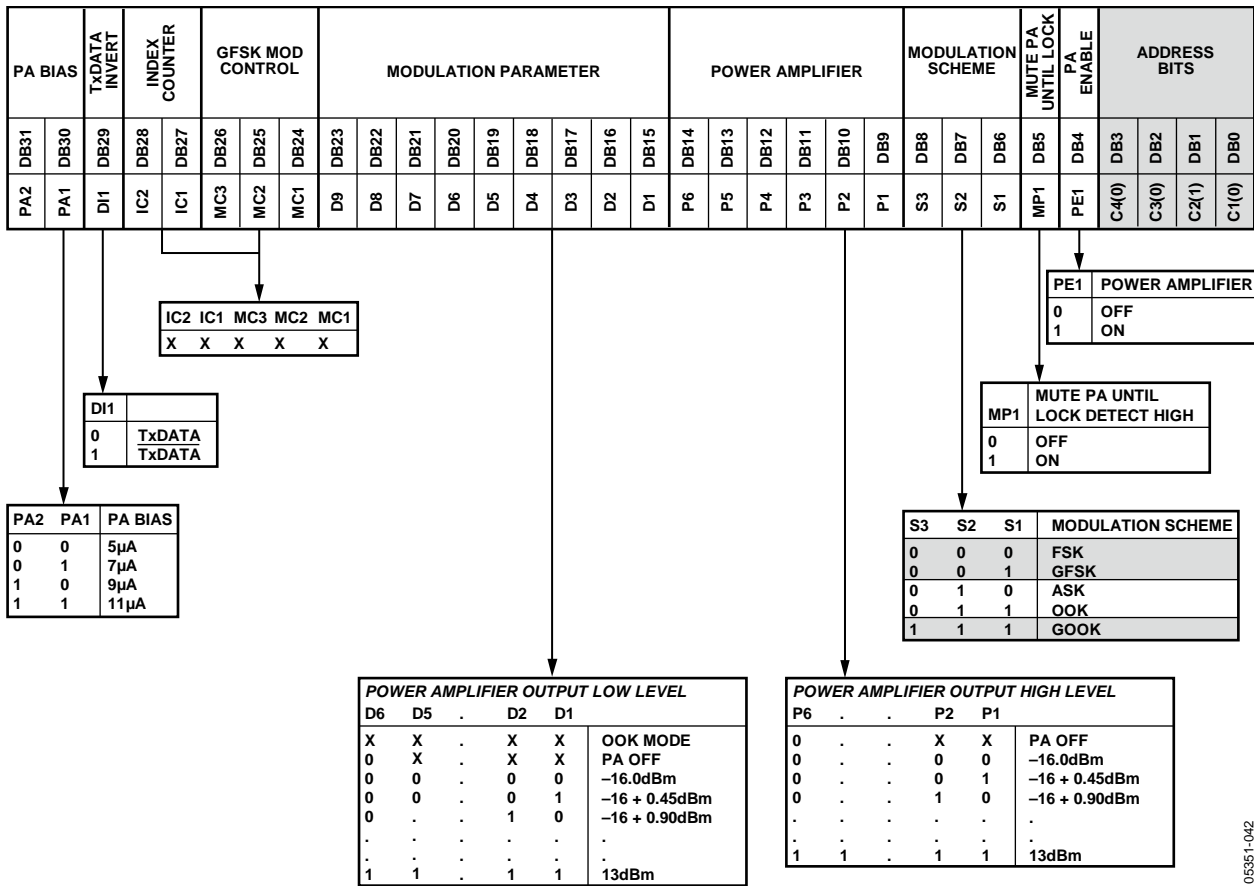 PA BIAS TxDATA INVERT INDEX COUNTER GFSK MOD CONTROL MODULATION PARAMETER POWER AMPLIFIER MODULATION SCHEME MUTE PA UNTIL LOCK PA ENABLE ADDRESS BITS
DB31 DB30 DB29 DB28 DB27 DB26 DB25 DB24 DB23 DB22 DB21 DB20 DB19 DB18 DB17 DB16 DB15 DB14 DB13 DB12 DB11 DB10 DB9 DB8 DB7 DB6 DB5 DB4 DB3 DB2 DB1 DB0
PA2 PA1 DI1 IC2 IC1 MC3 MC2 MC1 D9 D8 D7 D6 D5 D4 D3 D2 D1 P6 P5 P4 P3 P2 P1 S3 S2 S1 MP1 PE1 C4(0) C3(0) C2(1) C1(0)
PE1 POWER AMPLIFIER
0 OFF
1 ON
IC2 IC1 MC3 MC2 MC1
X X X X X
MP1 MUTE PA UNTIL LOCK DETECT HIGH
0 OFF
1 ON
DI1
0 TxDATA
1 TxDATA
PA2 PA1 PA BIAS
0 0 5µA
0 1 7µA
1 0 9µA
1 1 11µA
S3 S2 S1 MODULATION SCHEME
0 0 0 FSK
0 0 1 GFSK
0 1 0 ASK
0 1 1 OOK
1 1 1 GOOK
POWER AMPLIFIER OUTPUT LOW LEVEL
D6 D5 . D2 D1
X X . X X OOK MODE
0 X . X X PA OFF
0 0 . 0 0 –16.0dBm
0 0 . 0 1 –16 + 0.45dBm
0 . . 1 0 –16 + 0.90dBm
. . . . . .
. . . . . .
1 1 . 1 1 13dBm
POWER AMPLIFIER OUTPUT HIGH LEVEL
P6 . . P2 P1
0 . . X X PA OFF
0 . . 0 0 –16.0dBm
0 . . 0 1 –16 + 0.45dBm
0 . . 1 0 –16 + 0.90dBm
. . . . . .
. . . . . .
1 1 . 1 1 13dBm
05351-042